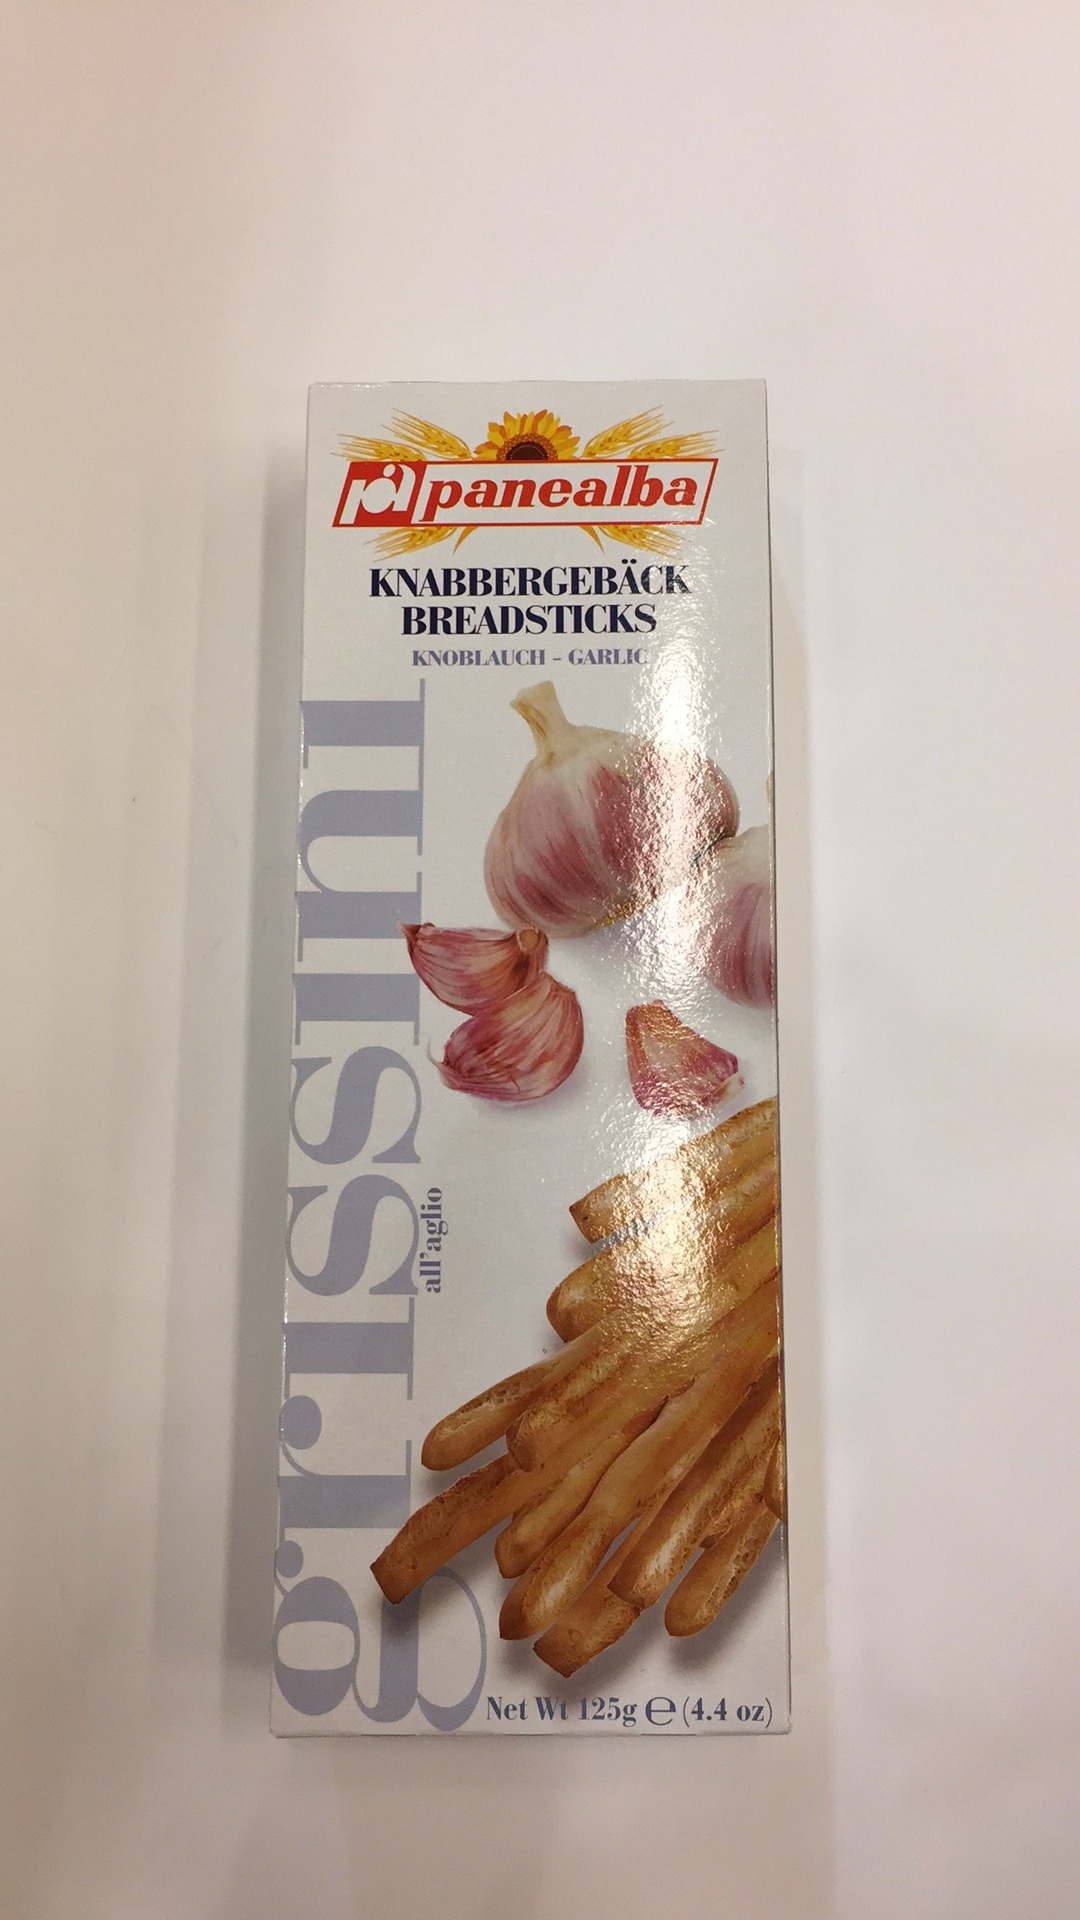 panealba
KNABBERGEBÄCK
BREADSTICKS
KNOBLAUCH - GARLIC
grissini
all'aglio
Net Wt 125g e (4.4 oz)